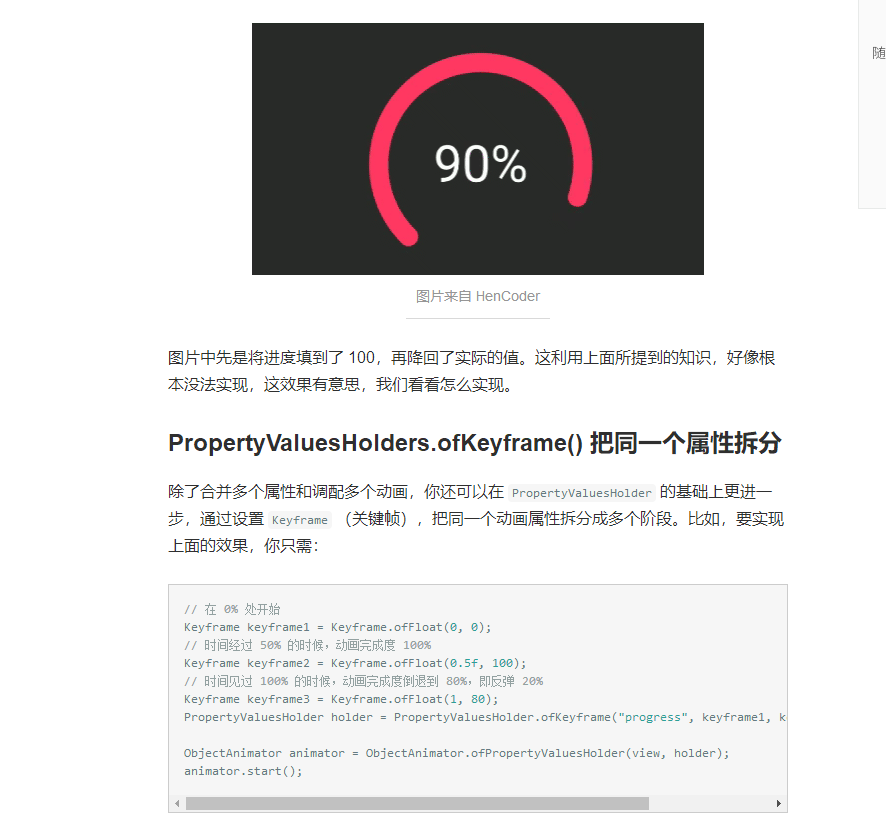 随
90%
图片来自 HenCoder
图片中先是将进度填到了 100，再降回了实际的值。这利用上面所提到的知识，好像根
本没法实现，这效果有意思，我们看看怎么实现。
PropertyValuesHolders.ofKeyframe() 把同一个属性拆分
除了合并多个属性和调配多个动画，你还可以在 PropertyValuesHolder 的基础上更进一
步，通过设置 Keyframe （关键帧），把同一个动画属性拆分成多个阶段。比如，要实现
上面的效果，你只需：
// 在 0% 处开始
Keyframe keyframe1 = Keyframe.ofFloat(0, 0);
// 时间经过 50% 的时候，动画完成度 100%
Keyframe keyframe2 = Keyframe.ofFloat(0.5f, 100);
// 时间见过 100% 的时候，动画完成度倒退到 80%，即反弹 20%
Keyframe keyframe3 = Keyframe.ofFloat(1, 80);
PropertyValuesHolder holder = PropertyValuesHolder.ofKeyframe("progress", keyframe1, k
ObjectAnimator animator = ObjectAnimator.ofPropertyValuesHolder(view, holder);
animator.start();